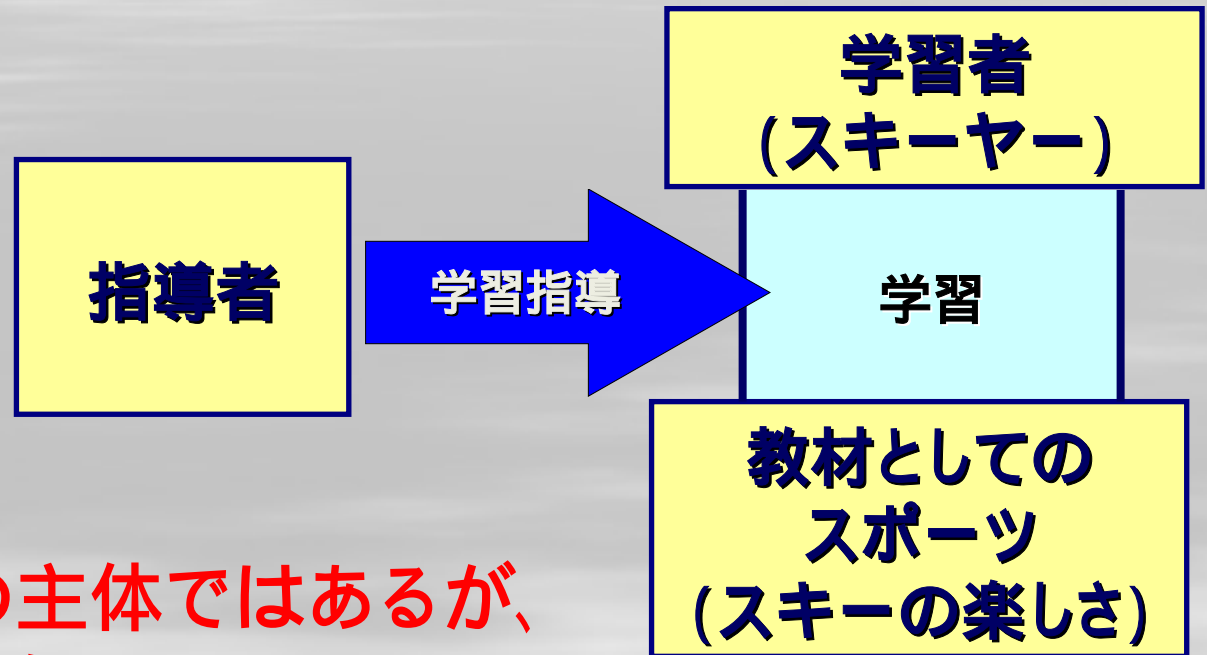 学習者
(スキーヤー)
指導者
学習指導
学習
教材としての
スポーツ
(スキーの楽しさ)
主体ではあるが、